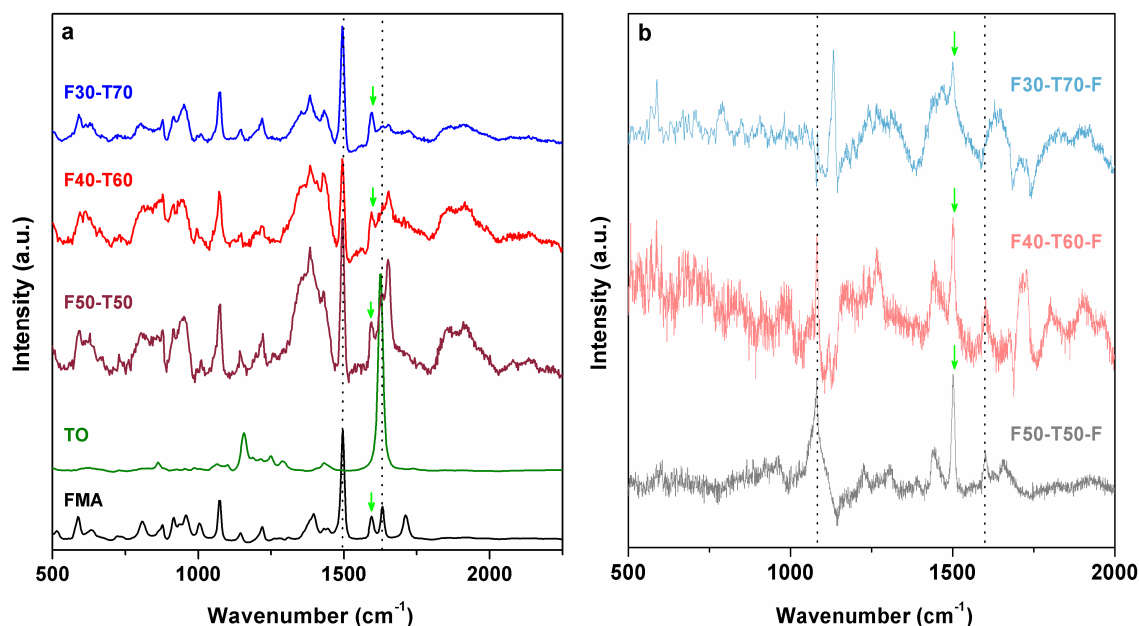 a
F30-T70
F40-T60
F50-T50
TO
FMA
Intensity (a.u.)
500
1000
1500
2000
Wavenumber (cm⁻¹)
b
F30-T70-F
F40-T60-F
F50-T50-F
Intensity (a.u.)
500
1000
1500
2000
Wavenumber (cm⁻¹)